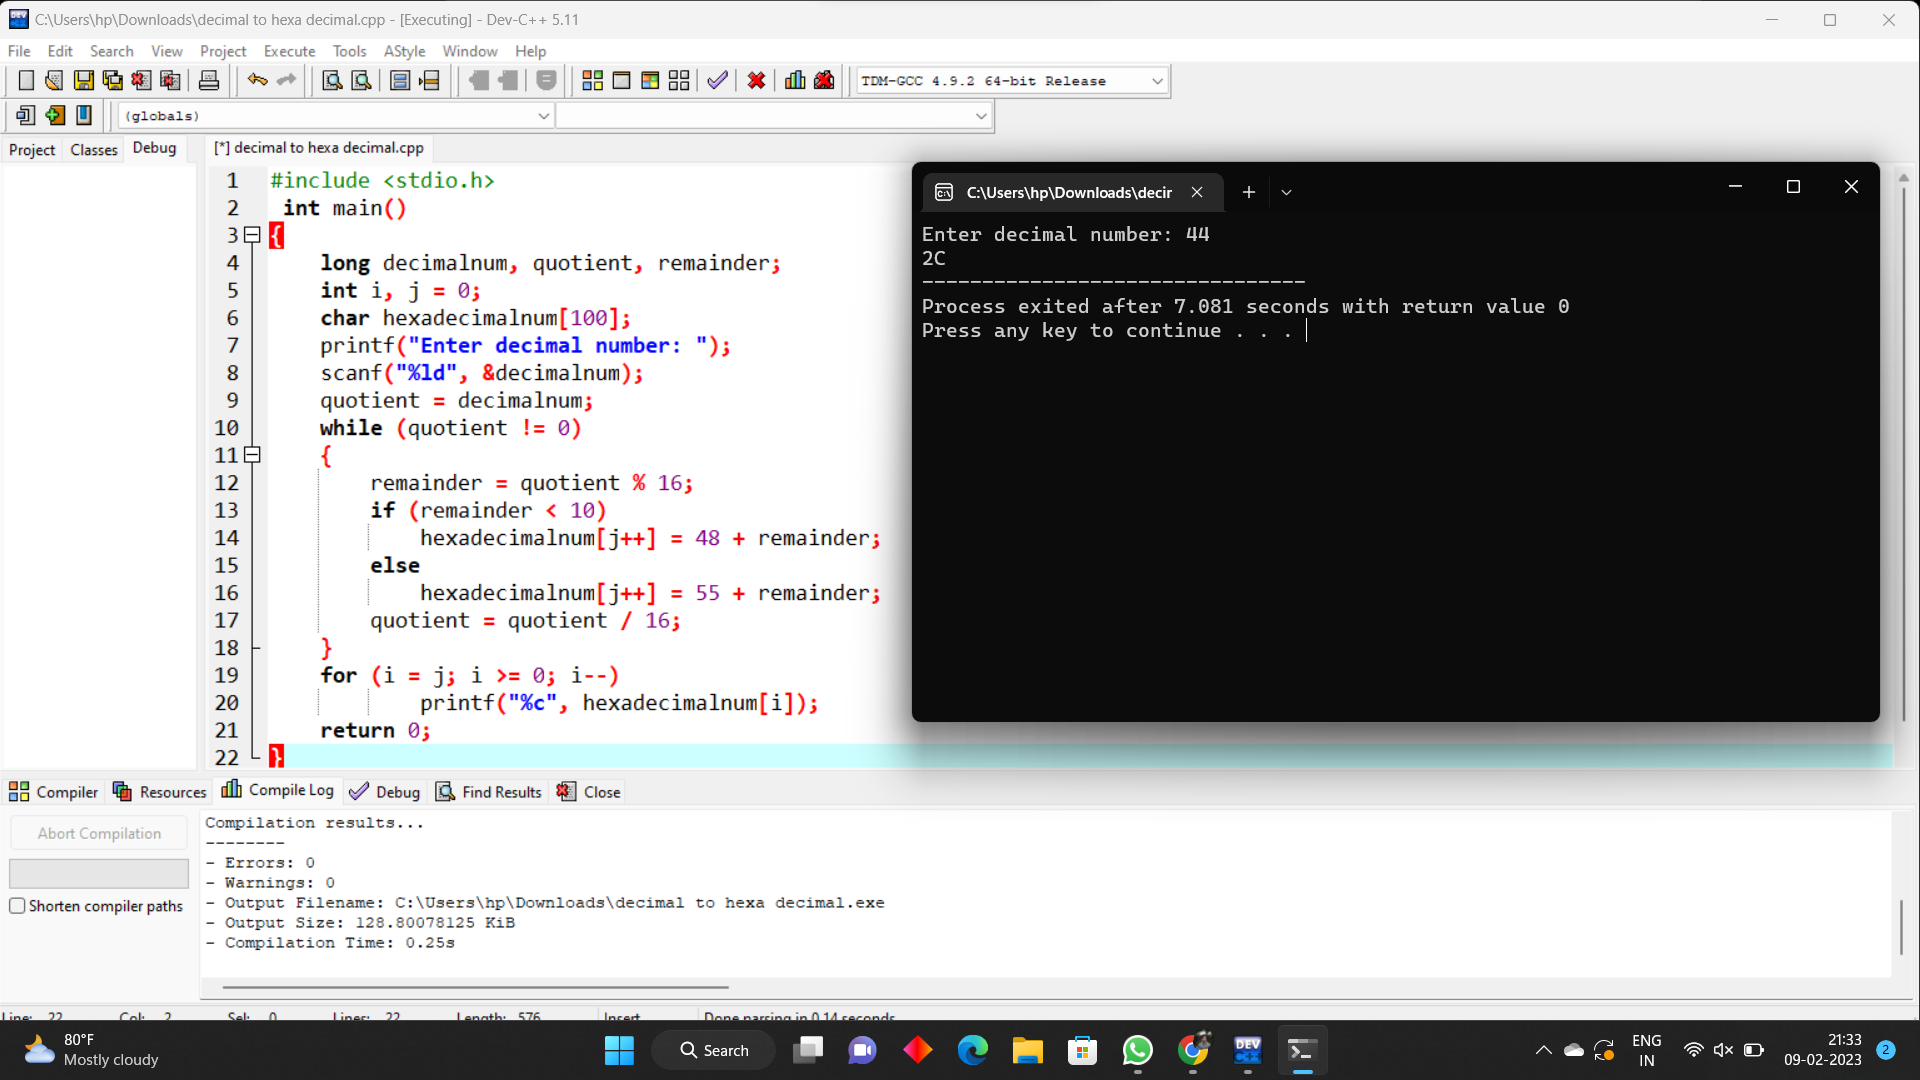 C:\Users\hp\Downloads\decimal to hexa decimal.cpp - [Executing] - Dev-C++ 5.11
File Edit Search View Project Execute Tools AStyle Window Help
TDM-GCC 4.9.2 64-bit Release
(globals)
Project Classes Debug
[*] decimal to hexa decimal.cpp
1 #include <stdio.h>
2 int main()
3 {
4 long decimalnum, quotient, remainder;
5 int i, j = 0;
6 char hexadecimalnum[100];
7 printf("Enter decimal number: ");
8 scanf("%ld", &decimalnum);
9 quotient = decimalnum;
10 while (quotient != 0)
11 {
12 remainder = quotient % 16;
13 if (remainder < 10)
14 hexadecimalnum[j++] = 48 + remainder;
15 else
16 hexadecimalnum[j++] = 55 + remainder;
17 quotient = quotient / 16;
18 }
19 for (i = j; i >= 0; i--)
20 printf("%c", hexadecimalnum[i]);
21 return 0;
22 }
C:\Users\hp\Downloads\decir
Enter decimal number: 44
2C
--------------------------------
Process exited after 7.081 seconds with return value 0
Press any key to continue . . .
Compiler Resources Compile Log Debug Find Results Close
Abort Compilation
Shorten compiler paths
Compilation results...
--------
- Errors: 0
- Warnings: 0
- Output Filename: C:\Users\hp\Downloads\decimal to hexa decimal.exe
- Output Size: 128.80078125 KiB
- Compilation Time: 0.25s
Line: 22 Col: 2 Sel: 0 Lines: 22 Length: 576 Insert Done parsing in 0.14 seconds
80°F
Mostly cloudy
Search
DEV
C++
ENG
IN
21:33
09-02-2023
2